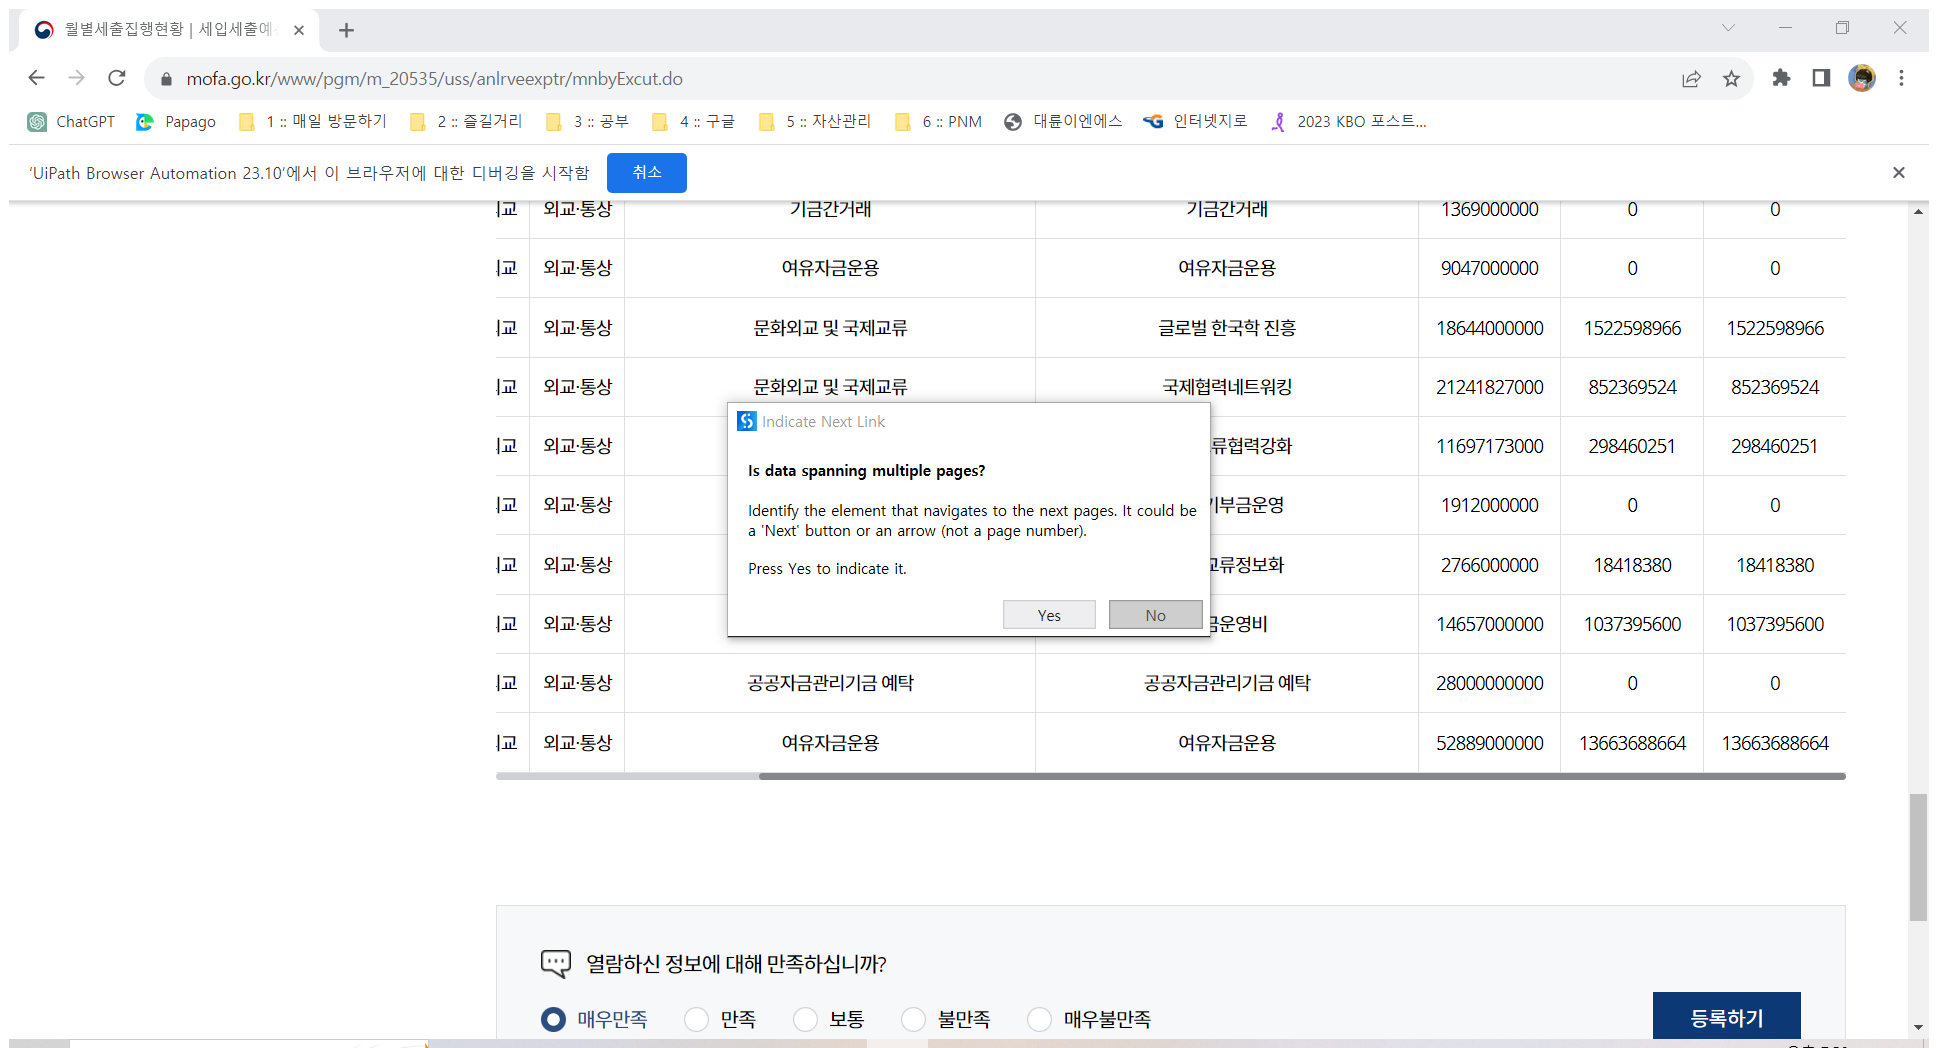 월별세출집행현황 | 세입세출예
mofa.go.kr/www/pgm/m_20535/uss/anlrveexptr/mnbyExcut.do
ChatGPT Papago 1 :: 매일 방문하기 2 :: 즐길거리 3 :: 공부 4 :: 구글 5 :: 자산관리 6 :: PNM 대륜이엔에스 인터넷지로 2023 KBO 포스트...
'UiPath Browser Automation 23.10'에서 이 브라우저에 대한 디버깅을 시작함 취소
외교·통상 기금간거래 기금간거래 1369000000 0 0
외교·통상 여유자금운용 여유자금운용 9047000000 0 0
외교·통상 문화외교 및 국제교류 글로벌 한국학 진흥 18644000000 1522598966 1522598966
외교·통상 문화외교 및 국제교류 국제협력네트워킹 21241827000 852369524 852369524
외교·통상 류협력강화 11697173000 298460251 298460251
외교·통상 기부금운영 1912000000 0 0
외교·통상 교류정보화 2766000000 18418380 18418380
외교·통상 금운영비 14657000000 1037395600 1037395600
외교·통상 공공자금관리기금 예탁 공공자금관리기금 예탁 28000000000 0 0
외교·통상 여유자금운용 여유자금운용 52889000000 13663688664 13663688664
Indicate Next Link
Is data spanning multiple pages?
Identify the element that navigates to the next pages. It could be
a 'Next' button or an arrow (not a page number).
Press Yes to indicate it.
Yes No
열람하신 정보에 대해 만족하십니까?
매우만족 만족 보통 불만족 매우불만족
등록하기